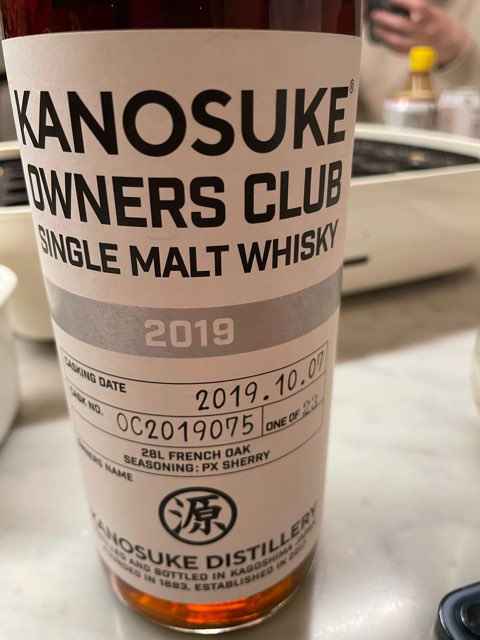 KANOSUKE®
OWNERS CLUB
SINGLE MALT WHISKY
2019
CASKING DATE 2019.10.07
CASK NO. OC2019075 ONE OF 23
28L FRENCH OAK
SEASONING: PX SHERRY
OWNERS NAME
源
KANOSUKE DISTILLERY
DISTILLED AND BOTTLED IN KAGOSHIMA, JAPAN
FOUNDED IN 1883, ESTABLISHED IN 2017